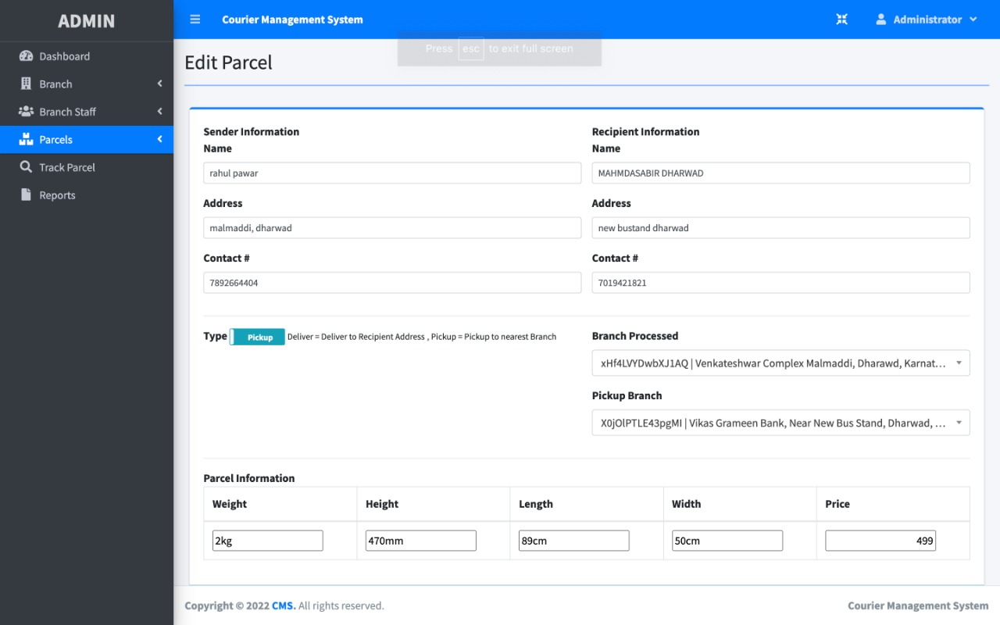 ADMIN
Dashboard
Branch
Branch Staff
Parcels
Track Parcel
Reports
Courier Management System
Administrator
Press esc to exit full screen
Edit Parcel
Sender Information
Name
rahul pawar
Address
malmaddi, dharwad
Contact #
7892664404
Recipient Information
Name
MAHMDASABIR DHARWAD
Address
new bustand dharwad
Contact #
7019421821
Type Pickup Deliver = Deliver to Recipient Address , Pickup = Pickup to nearest Branch
Branch Processed
xHf4LVYDwbXJ1AQ | Venkateshwar Complex Malmaddi, Dharawd, Karnat...
Pickup Branch
X0jOlPTLE43pgMI | Vikas Grameen Bank, Near New Bus Stand, Dharwad, ...
Parcel Information
Weight Height Length Width Price
2kg 470mm 89cm 50cm 499
Copyright © 2022 CMS. All rights reserved.
Courier Management System